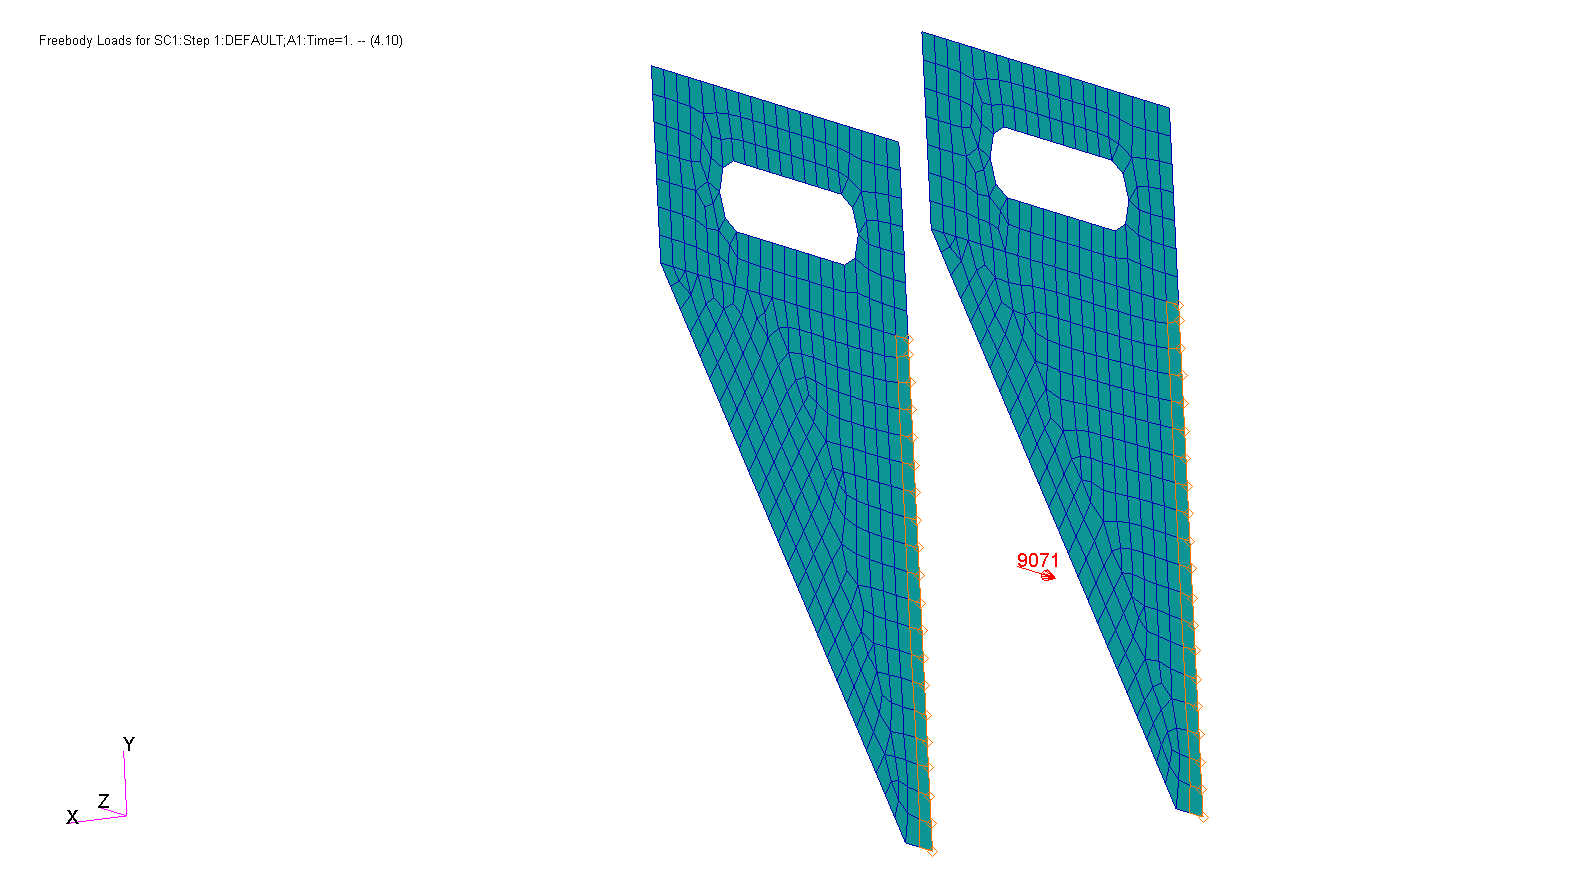 Freebody Loads for SC1:Step 1:DEFAULT;A1:Time=1. -- (4.10)
9071
Y
Z
X